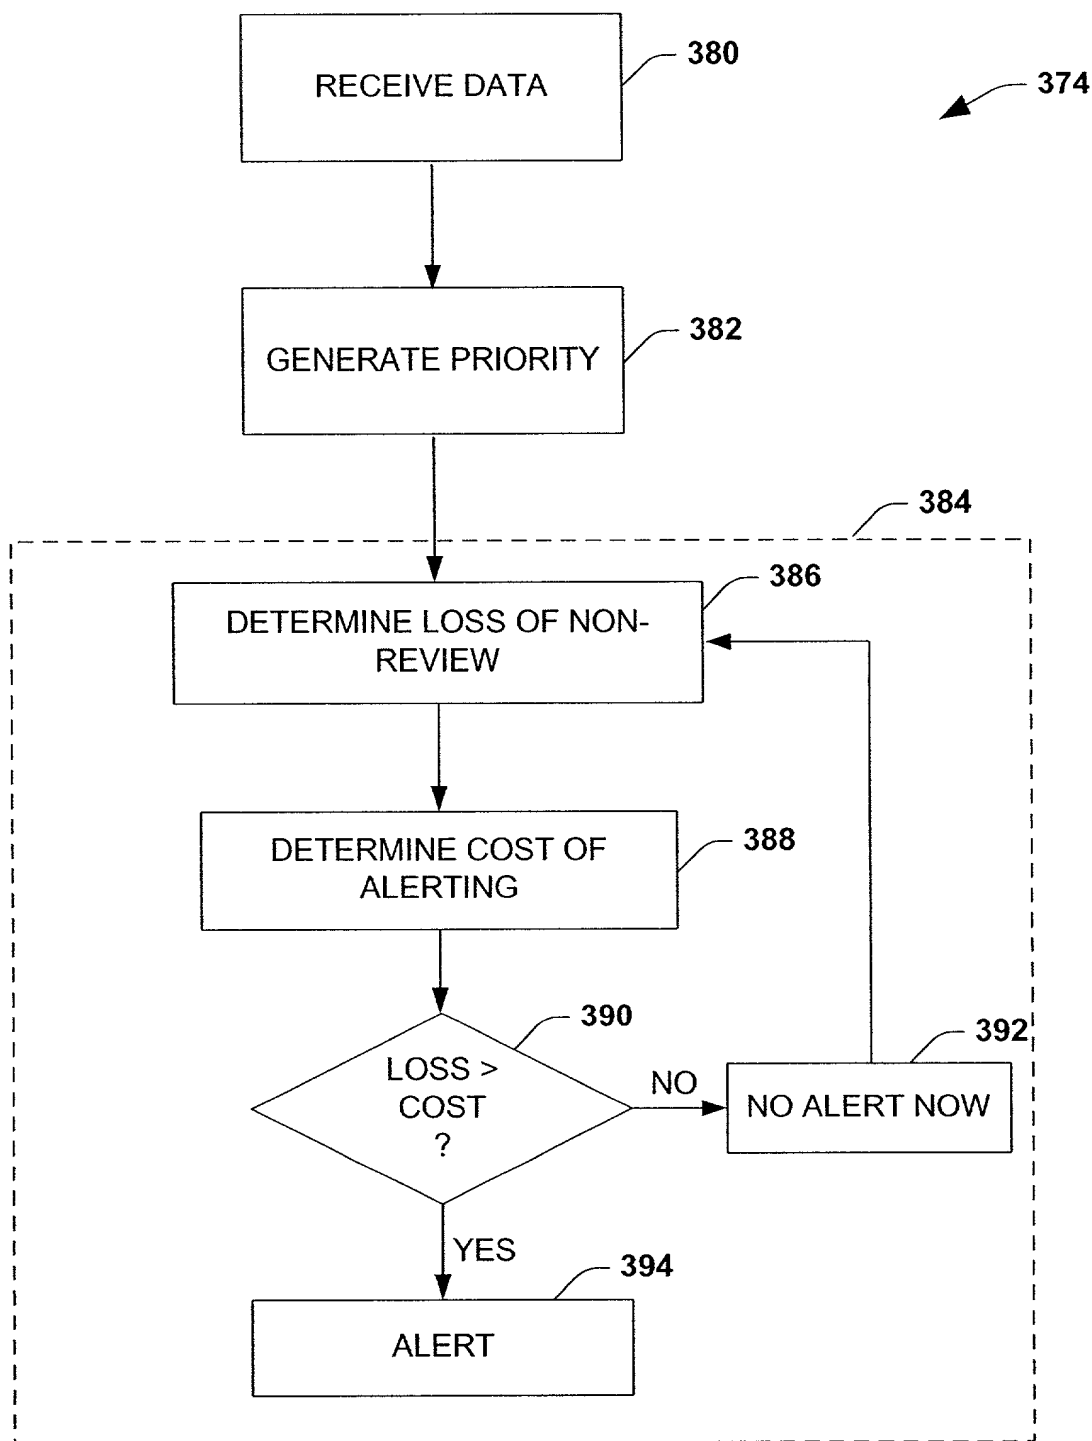 380
RECEIVE DATA
374
382
GENERATE PRIORITY
384
386
DETERMINE LOSS OF NON-
REVIEW
388
DETERMINE COST OF
ALERTING
390
392
LOSS >
COST
?
NO
NO ALERT NOW
YES
394
ALERT